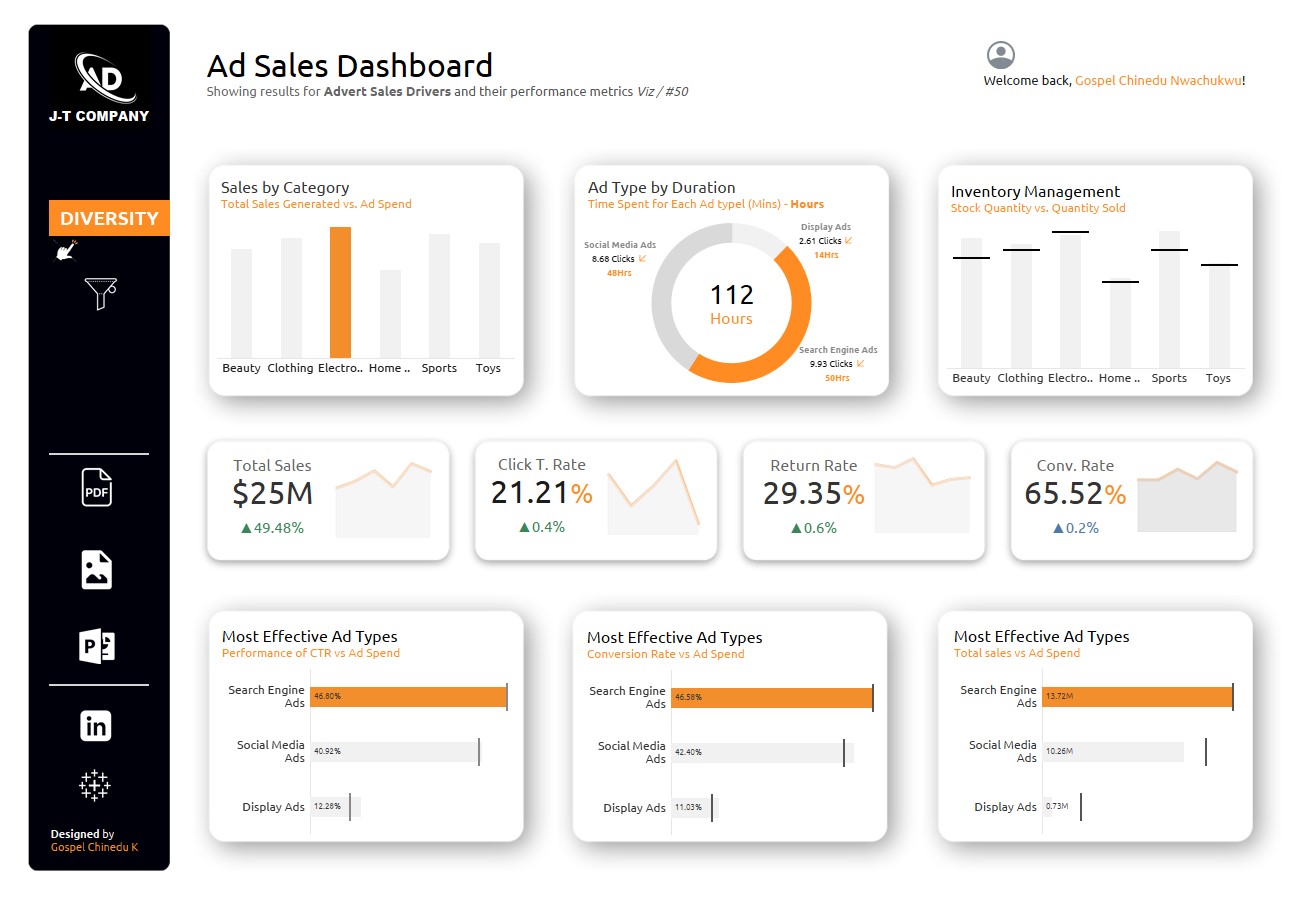 AD
J-T COMPANY
DIVERSITY
PDF
P
in
Designed by
Gospel Chinedu K
Ad Sales Dashboard
Showing results for Advert Sales Drivers and their performance metrics Viz / #50
Welcome back, Gospel Chinedu Nwachukwu!
Sales by Category
Total Sales Generated vs. Ad Spend
Beauty Clothing Electro.. Home .. Sports Toys
Ad Type by Duration
Time Spent for Each Ad typel (Mins) - Hours
Display Ads
2.61 Clicks
14Hrs
Social Media Ads
8.68 Clicks
48Hrs
112
Hours
Search Engine Ads
9.93 Clicks
50Hrs
Inventory Management
Stock Quantity vs. Quantity Sold
Beauty Clothing Electro.. Home .. Sports Toys
Total Sales
$25M
▲49.48%
Click T. Rate
21.21%
▲0.4%
Return Rate
29.35%
▲0.6%
Conv. Rate
65.52%
▲0.2%
Most Effective Ad Types
Performance of CTR vs Ad Spend
Search Engine
Ads
46.80%
Social Media
Ads
40.92%
Display Ads
12.28%
Most Effective Ad Types
Conversion Rate vs Ad Spend
Search Engine
Ads
46.58%
Social Media
Ads
42.40%
Display Ads
11.03%
Most Effective Ad Types
Total sales vs Ad Spend
Search Engine
Ads
13.72M
Social Media
Ads
10.26M
Display Ads
0.73M